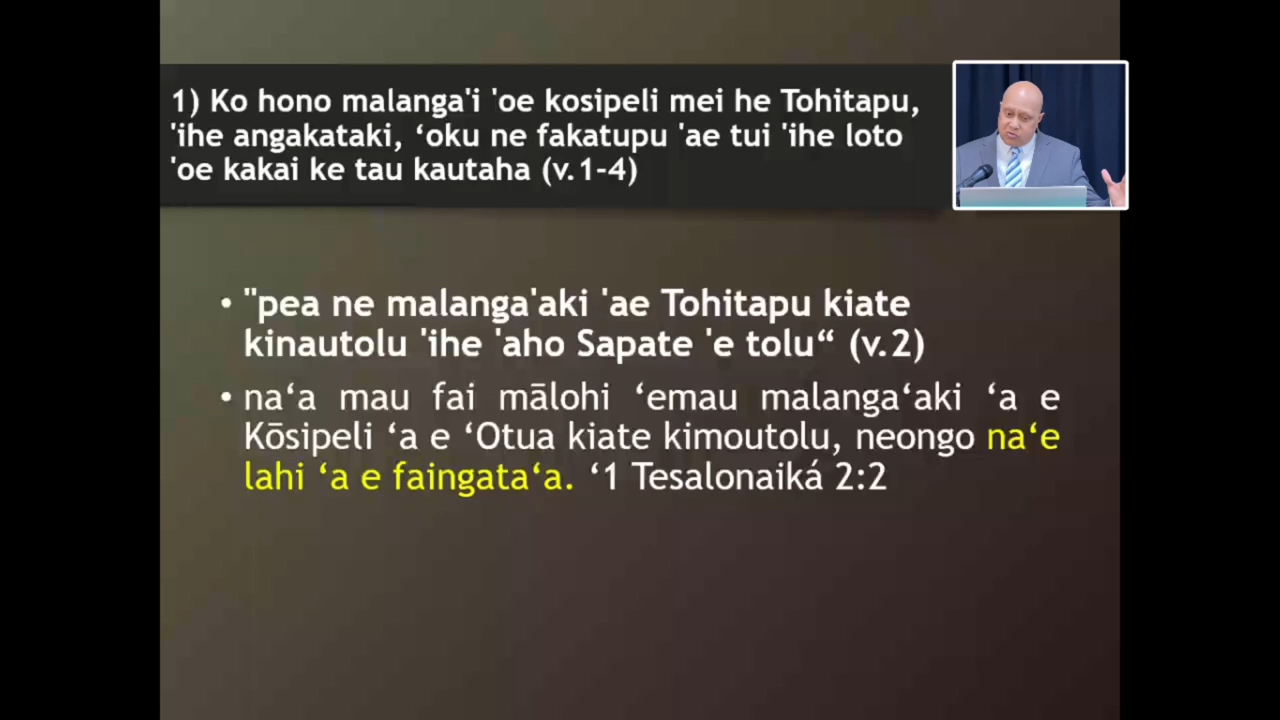 1) Ko hono malanga'i 'oe kosipeli mei he Tohitapu,
'ihe angakataki, ‘oku ne fakatupu 'ae tui 'ihe loto
'oe kakai ke tau kautaha (v.1-4)
• "pea ne malanga'aki 'ae Tohitapu kiate
kinautolu 'ihe 'aho Sapate 'e tolu“ (v.2)
• na‘a mau fai mālohi ‘emau malanga‘aki ‘a e
Kōsipeli ‘a e ‘Otua kiate kimoutolu, neongo na‘e
lahi ‘a e faingata‘a. ‘1 Tesalonaiká 2:2